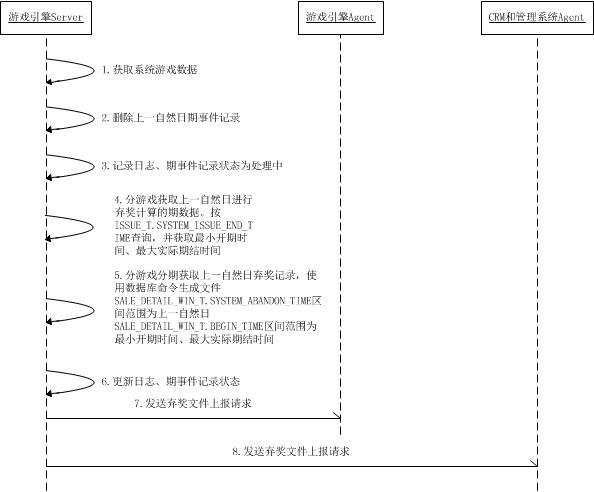 游戏引擎Server
游戏引擎Agent
CRM和管理系统Agent
1.获取系统游戏数据
2.删除上一自然日期事件记录
3.记录日志、期事件记录状态为处理中
4.分游戏获取上一自然日进行
弃奖计算的期数据。按
ISSUE_T.SYSTEM_ISSUE_END_T
IME查询，并获取最小开期时
间、最大实际期结时间
5.分游戏分期获取上一自然日弃奖记录，使
用数据库命令生成文件
SALE_DETAIL_WIN_T.SYSTEM_ABANDON_TIME区
间范围为上一自然日
SALE_DETAIL_WIN_T.BEGIN_TIME区间范围为
最小开期时间、最大实际期结时间
6.更新日志、期事件记录状态
7.发送弃奖文件上报请求
8.发送弃奖文件上报请求